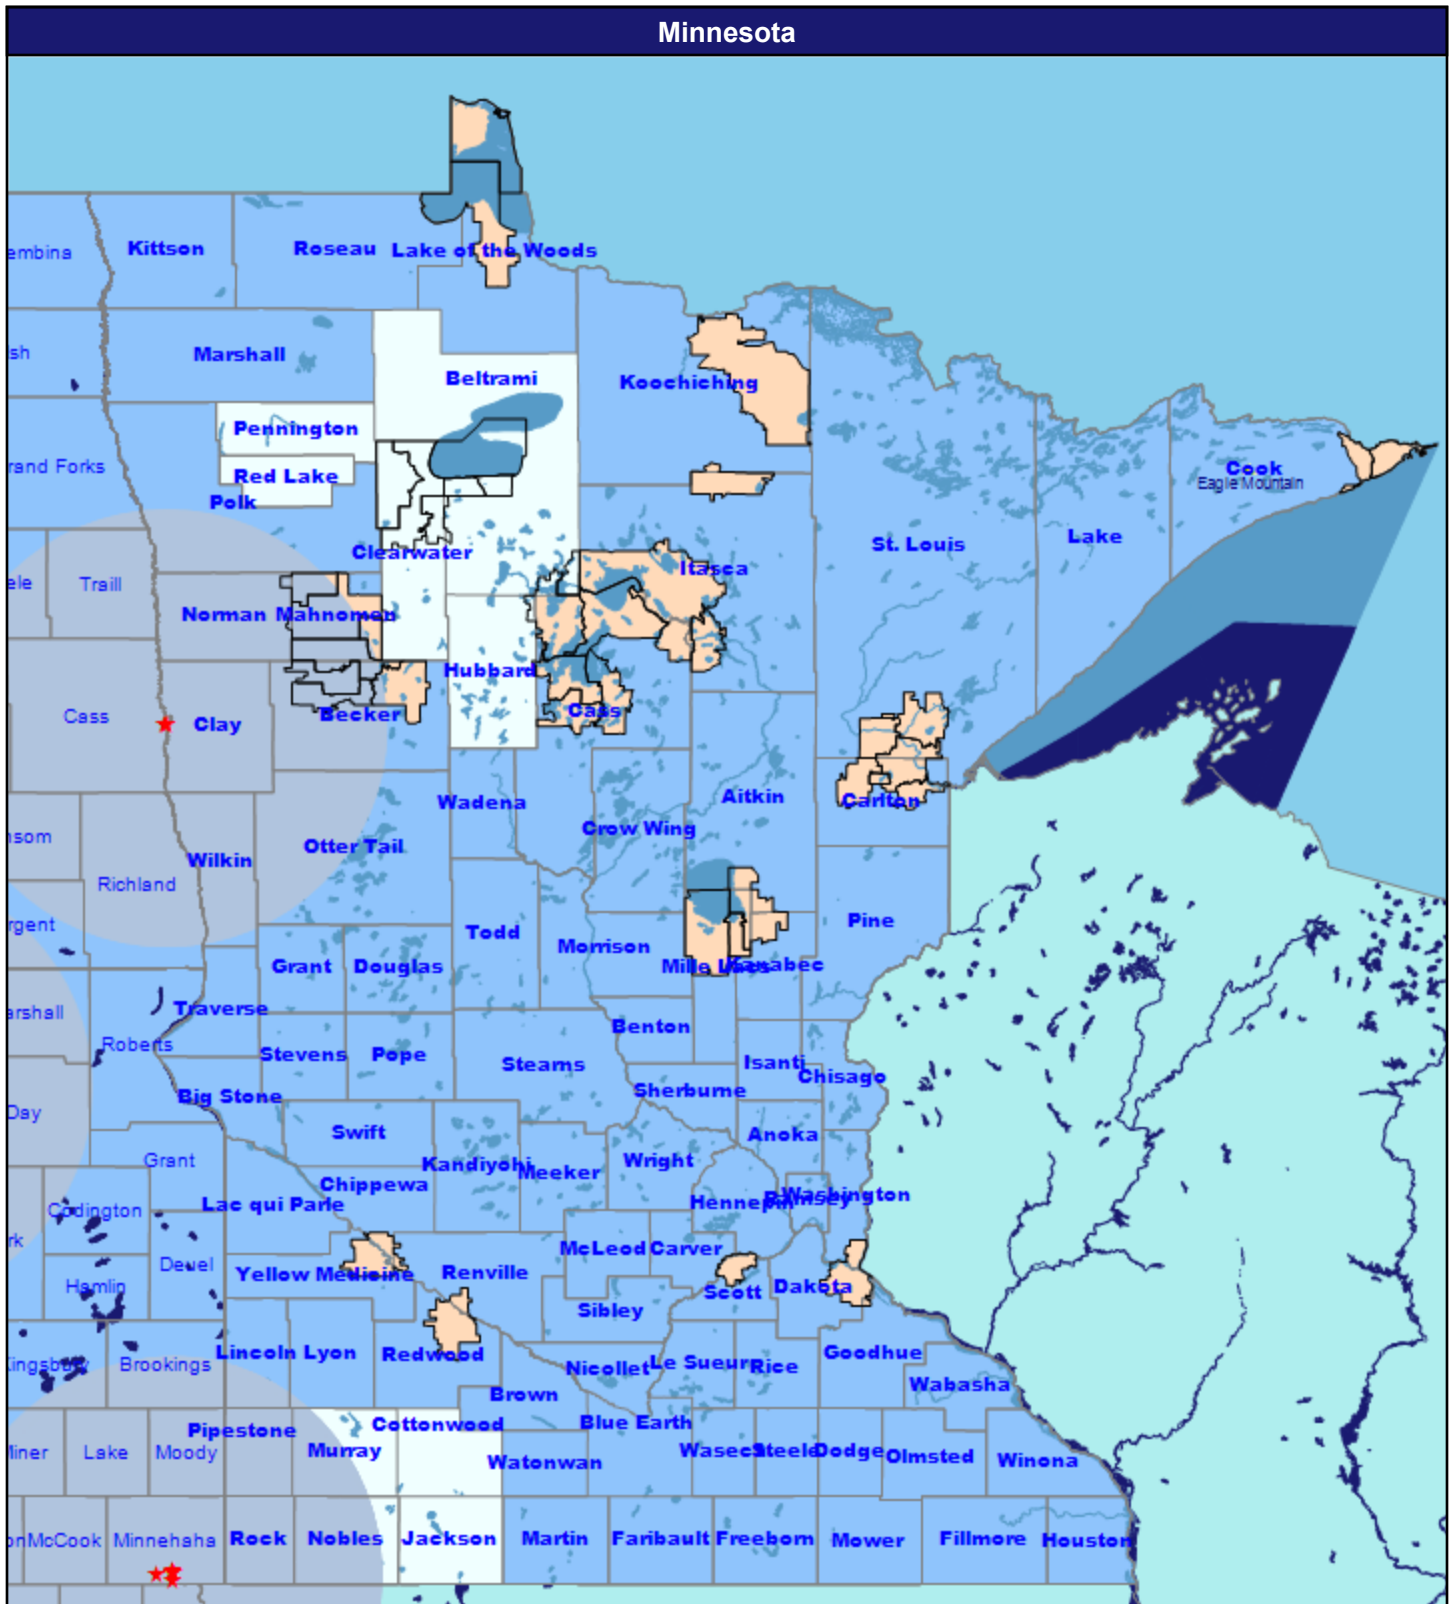 Minnesota
Kittson
Roseau
Lake of the Woods
embina
sh
Marshall
Beltrami
Koochiching
Pennington
Red Lake
Polk
rand Forks
Cook
Eagle Mountain
Lake
St. Louis
Clearwater
Itasca
ele
Traill
Norman
Mahnomen
Hubbard
Cass
Becker
Cass
Clay
Wadena
Aitkin
Carlton
Crow Wing
nsom
Otter Tail
Wilkin
Richland
rgent
Todd
Morrison
Pine
Grant
Douglas
Mille Lacs
Kanabec
arshall
Traverse
Roberts
Benton
Stevens
Pope
Stearns
Isanti
Chisago
Sherburne
Big Stone
Day
Swift
Anoka
Grant
Kandiyohi
Meeker
Wright
Chippewa
Hennepin
Ramsey
Washington
Lac qui Parle
Codington
rk
McLeod
Carver
Deuel
Yellow Medicine
Renville
Hamlin
Scott
Dakota
Sibley
Kingsbury
Brookings
Lincoln
Lyon
Redwood
Nicollet
Le Sueur
Rice
Goodhue
Wabasha
Brown
Pipestone
Cottonwood
Blue Earth
Miner
Lake
Moody
Murray
Watonwan
Waseca
Steele
Dodge
Olmsted
Winona
on
McCook
Minnehaha
Rock
Nobles
Jackson
Martin
Faribault
Freeborn
Mower
Fillmore
Houston